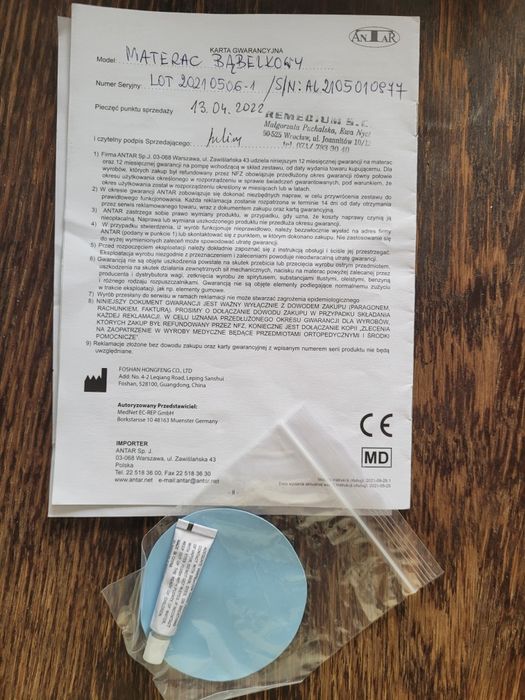 ANTAR
KARTA GWARANCYJNA
Model: MATERAC BĄBELKOWY
Numer Seryjny LOT 20210506-1 / S/N: AL2105010877
Pieczęć punktu sprzedaży 13.04.2022
REMEDIUM S.C.
Małgorzata Puchalska, Ewa
50-525 Wrocław, ul. Joannitów 10/12
tel. 071/ 793 30 40
i czytelny podpis Sprzedającego:
1) Firma ANTAR Sp J. 03-068 Warszawa, ul. Zawiślańska 43 udziela niniejszym 12 miesięcznej gwarancji na materac
oraz 12 miesięcznej gwarancji na pompę wchodzącą w skład zestawu, od daty wydania towaru kupującemu. Dla
wyrobów, których zakup był refundowany przez NFZ obowiązuje przedłużony okres gwarancji równy połowie
okresu użytkowania określonego w rozporządzeniu w sprawie świadczeń gwarantowanych, pod warunkiem, że
okres użytkowania został w rozporządzeniu określony w miesiącach lub w latach.
2) W okresie gwarancji ANTAR zobowiązuje się dokonać niezbędnych napraw, w celu przywrócenia zestawu do
prawidłowego funkcjonowania. Każda reklamacja zostanie rozpatrzona w terminie 14 dni od daty otrzymania
przez serwis reklamowanego towaru, wraz z dokumentem zakupu oraz kartą gwarancyjną.
3) ANTAR zastrzega sobie prawo wymiany produktu, w przypadku, gdy uzna, że koszty naprawy czynią ją
nieopłacalną. Naprawa lub wymiana uszkodzonego produktu nie przedłuża okresu gwarancji.
4) W przypadku stwierdzenia, iż wyrób funkcjonuje nieprawidłowo, należy bezzwłocznie wysłać na adres firmy
ANTAR (podany w punkcie 1) lub skontaktować się z punktem, w którym dokonano zakupu. Nie zastosowanie się
do wyżej wymienionych zaleceń może spowodować utratę gwarancji.
5) Przed rozpoczęciem eksploatacji należy dokładnie zapoznać się z instrukcją obsługi i ściśle jej przestrzegać.
Eksploatacja wyrobu niezgodnie z przeznaczeniem i zaleceniami powoduje nieodwracalną utratę gwarancji.
6) Gwarancją nie są objęte uszkodzenia powstałe na skutek przebicia lub przecięcia wyrobu ostrym przedmiotem,
uszkodzenia na skutek działania zewnętrznych sił mechanicznych, nacisku na materac powyżej zalecanej przez
producenta i dystrybutora wagi, zetknięcia wyrobu ze spirytusem, substancjami tłustymi, oleistymi, benzyną
i różnego rodzaju rozpuszczalnikami. Gwarancją nie są objęte elementy podlegające normalnemu zużyciu
w trakcie eksploatacji jak np. elementy gumowe.
7) Wyrób przesłany do serwisu w ramach reklamacji nie może stwarzać zagrożenia epidemiologicznego
8) NINIEJSZY DOKUMENT GWARANCJI JEST WAŻNY WYŁĄCZNIE Z DOWODEM ZAKUPU (PARAGONEM,
RACHUNKIEM, FAKTURĄ). PROSIMY O DOŁĄCZANIE DOWODU ZAKUPU W PRZYPADKU SKŁADANIA
KAŻDEJ REKLAMACJI. W CELU UZNANIA PRZEDŁUŻONEGO OKRESU GWARANCJI DLA WYROBÓW,
KTÓRYCH ZAKUP BYŁ REFUNDOWANY PRZEZ NFZ, KONIECZNE JEST DOŁĄCZANIE KOPII „ZLECENIA
NA ZAOPATRZENIE W WYROBY MEDYCZNE BĘDĄCE PRZEDMIOTAMI ORTOPEDYCZNYMI I ŚRODKI
POMOCNICZE"
9) Reklamacje złożone bez dowodu zakupu oraz karty gwarancyjnej z wpisanym numerem serii produktu nie będą
uwzględniane.
FOSHAN HONGFENG CO., LTD
Add: No. 4-2 Leqiang Road, Leping Sanshui
Foshan, 528100, Guangdong, China
Autoryzowany Przedstawiciel:
MedNet EC-REP GmbH
Borkstrasse 10 48163 Muenster Germany
CE
MD
IMPORTER
ANTAR Sp. J.
03-068 Warszawa, ul. Zawiślańska 43
Polska
Tel. 22 518 36 00, Fax 22 518 36 30
www.antar.net e-mail:antar@antar.net